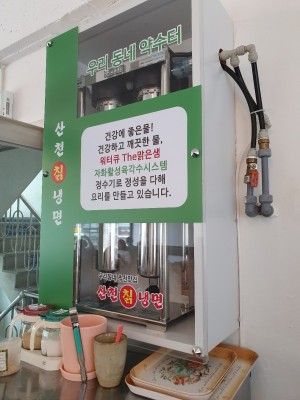 우리 동네 약수터
산천칡냉면
건강에 좋은물!
건강하고 깨끗한 물,
워터큐 The맑은샘
자화활성육각수시스템
정수기로 정성을 다해
요리를 만들고 있습니다.
산천칡냉면